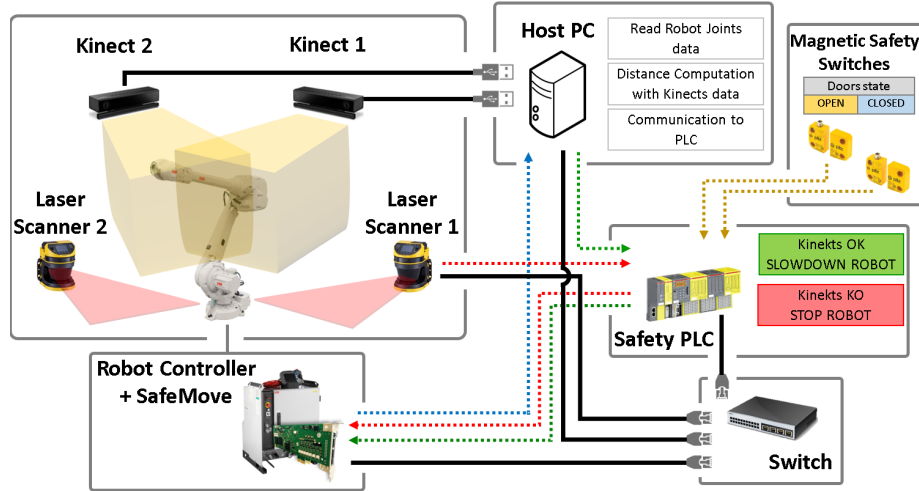 Kinect 2
Kinect 1
Host PC
Read Robot Joints
data
Distance Computation
with Kinects data
Communication to
PLC
Magnetic Safety
Switches
Doors state
OPEN
CLOSED
Laser
Scanner 2
Laser
Scanner 1
Kinekts OK
SLOWDOWN ROBOT
Kinekts KO
STOP ROBOT
Safety PLC
Robot Controller
+ SafeMove
Switch